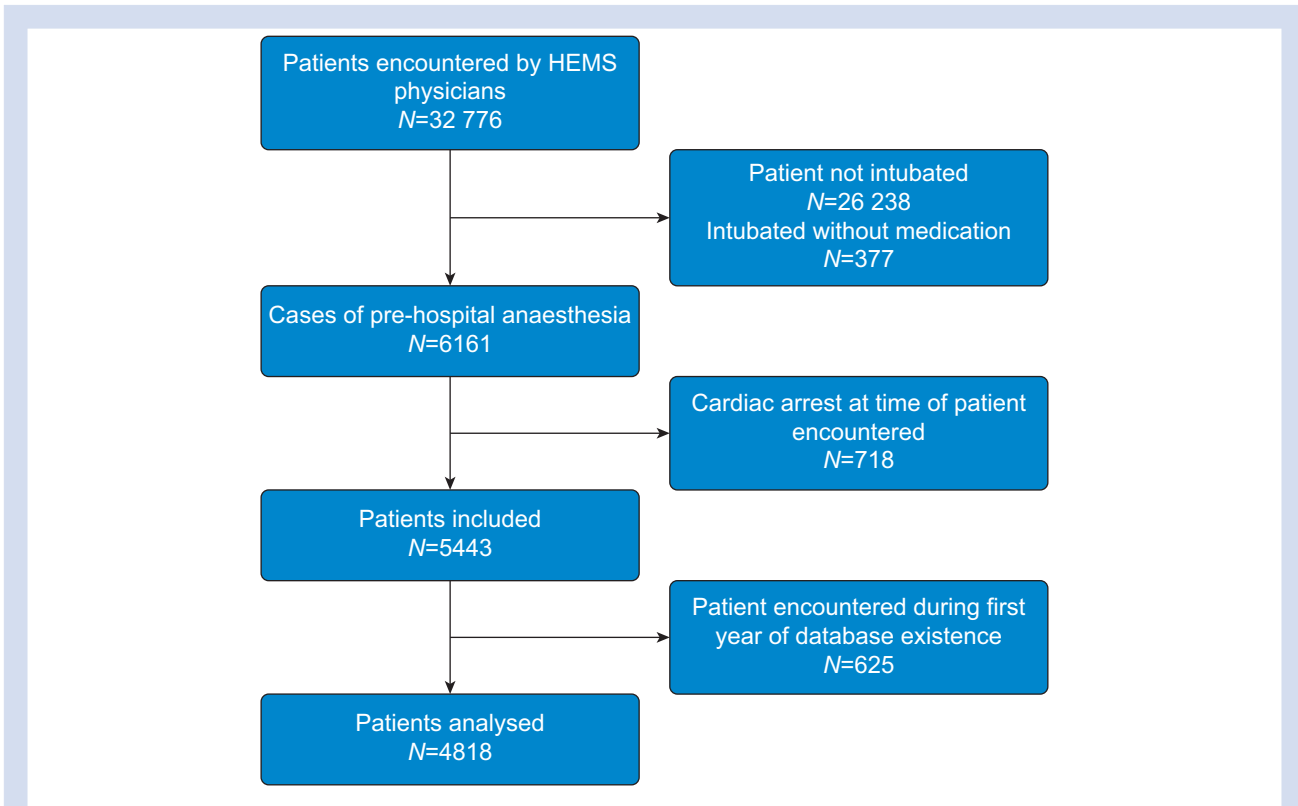 Patients encountered by HEMS
physicians
N=32 776
Patient not intubated
N=26 238
Intubated without medication
N=377
Cases of pre-hospital anaesthesia
N=6161
Cardiac arrest at time of patient
encountered
N=718
Patients included
N=5443
Patient encountered during first
year of database existence
N=625
Patients analysed
N=4818